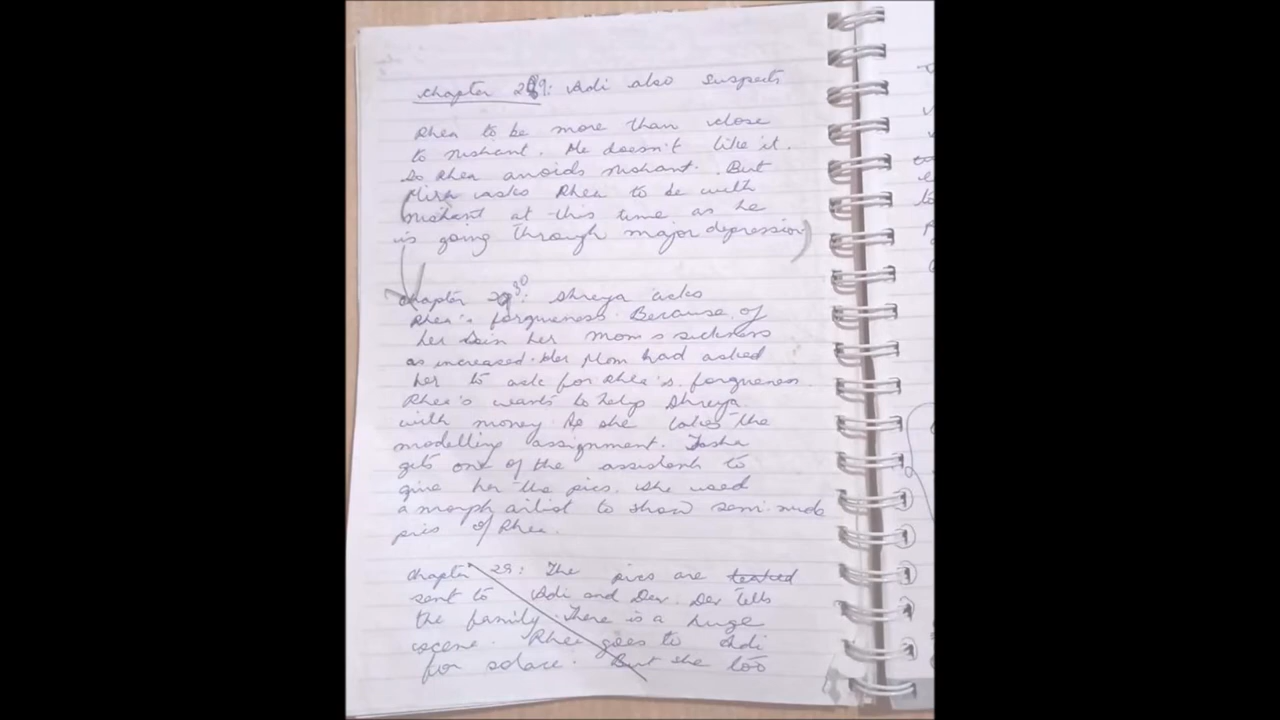 Chapter 29: Adi also suspects
Rhea to be more than close
to Nishant. He doesn't like it.
So Rhea avoids Nishant. But
Mira asks Rhea to be with
Nishant at this time as he
is going through major depression)
Chapter 30: Shreya asks
Rhea's forgiveness. Because of
her sin her mom's sickness
as increased. Her Mom had asked
her to ask for Rhea's forgiveness.
Rhea's wants to help Shreya
with money So she takes the
modelling assignment. Tasha
gets one of the assistants to
give her the pics. She used
a morph artist to show semi-nude
pics of Rhea.
Chapter 29: The pics are leaked
sent to Adi and Dev. Dev tells
the family. There is a huge
scene. Rhea goes to Adi
for solace. But she too